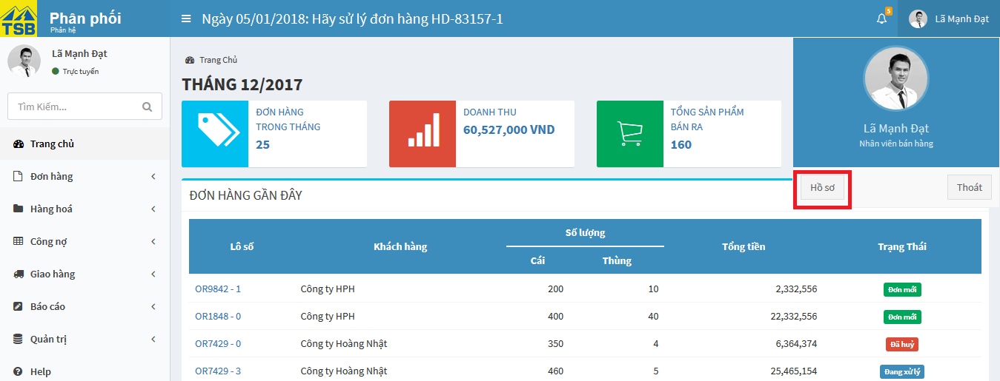 TSB
Phân phối
Phân hệ
Ngày 05/01/2018: Hãy sử lý đơn hàng HD-83157-1
5
Lã Mạnh Đạt
Lã Mạnh Đạt
Trực tuyến
Tìm Kiếm...
Trang chủ
Đơn hàng
Hàng hoá
Công nợ
Giao hàng
Báo cáo
Quản trị
Help
Trang Chủ
THÁNG 12/2017
ĐƠN HÀNG
TRONG THÁNG
25
DOANH THU
60,527,000 VND
TỔNG SẢN PHẨM
BÁN RA
160
Lã Mạnh Đạt
Nhân viên bán hàng
Hồ sơ
Thoát
ĐƠN HÀNG GẦN ĐÂY
Lô số Khách hàng Số lượng Tổng tiền Trạng Thái
Cái Thùng
OR9842 - 1 Công ty HPH 200 10 2,332,556 Đơn mới
OR1848 - 0 Công ty HPH 400 40 22,332,556 Đơn mới
OR7429 - 0 Công ty Hoàng Nhật 350 4 6,364,374 Đã huỷ
OR7429 - 3 Công ty Hoàng Nhật 460 5 25,465,154 Đang xử lý